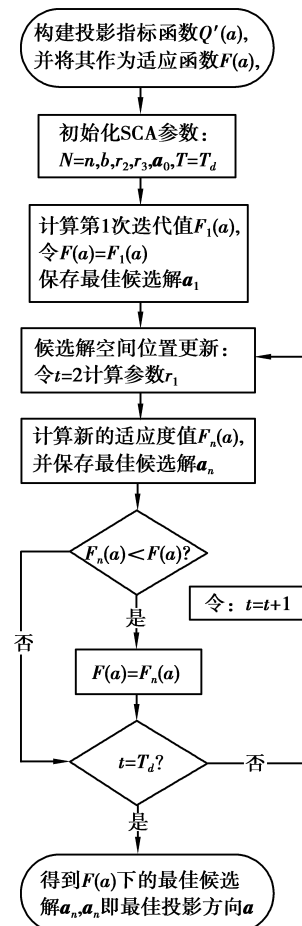 构建投影指标函数Q′(a),
并将其作为适应函数F(a),
初始化SCA参数：
N=n,b,r₂,r₃,a₀,T=T_d
计算第1次迭代值F₁(a),
令F(a)=F₁(a)
保存最佳候选解a₁
候选解空间位置更新：
令t=2计算参数r₁
计算新的适应度值Fₙ(a),
并保存最佳候选解aₙ
Fₙ(a)<F(a)?
是
否
令：t=t+1
F(a)=Fₙ(a)
t=T_d?
否
是
得到F(a)下的最佳候选
解aₙ,aₙ即最佳投影方向a